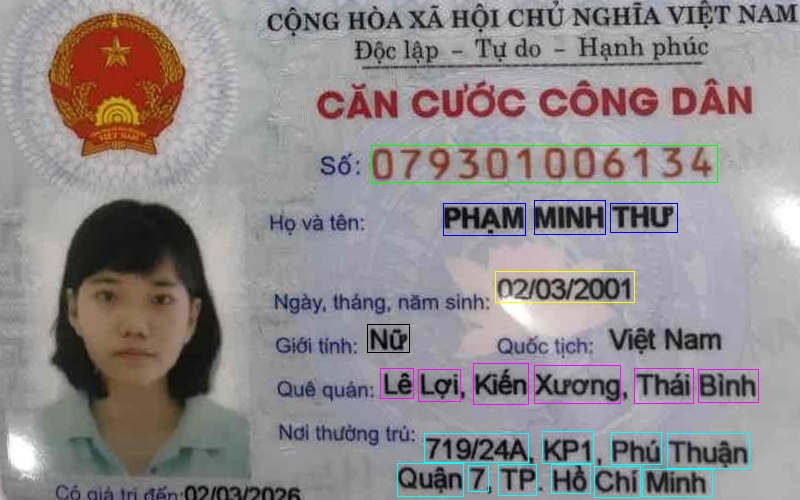 CỘNG HÒA XÃ HỘI CHỦ NGHĨA VIỆT NAM
Độc lập - Tự do - Hạnh phúc
CĂN CƯỚC CÔNG DÂN
Số: 079301006134
Họ và tên: PHẠM MINH THƯ
Ngày, tháng, năm sinh: 02/03/2001
Giới tính: Nữ Quốc tịch: Việt Nam
Quê quán: Lê Lợi, Kiến Xương, Thái Bình
Nơi thường trú: 719/24A, KP1, Phú Thuận
Quận 7, TP. Hồ Chí Minh
Có giá trị đến: 02/03/2026